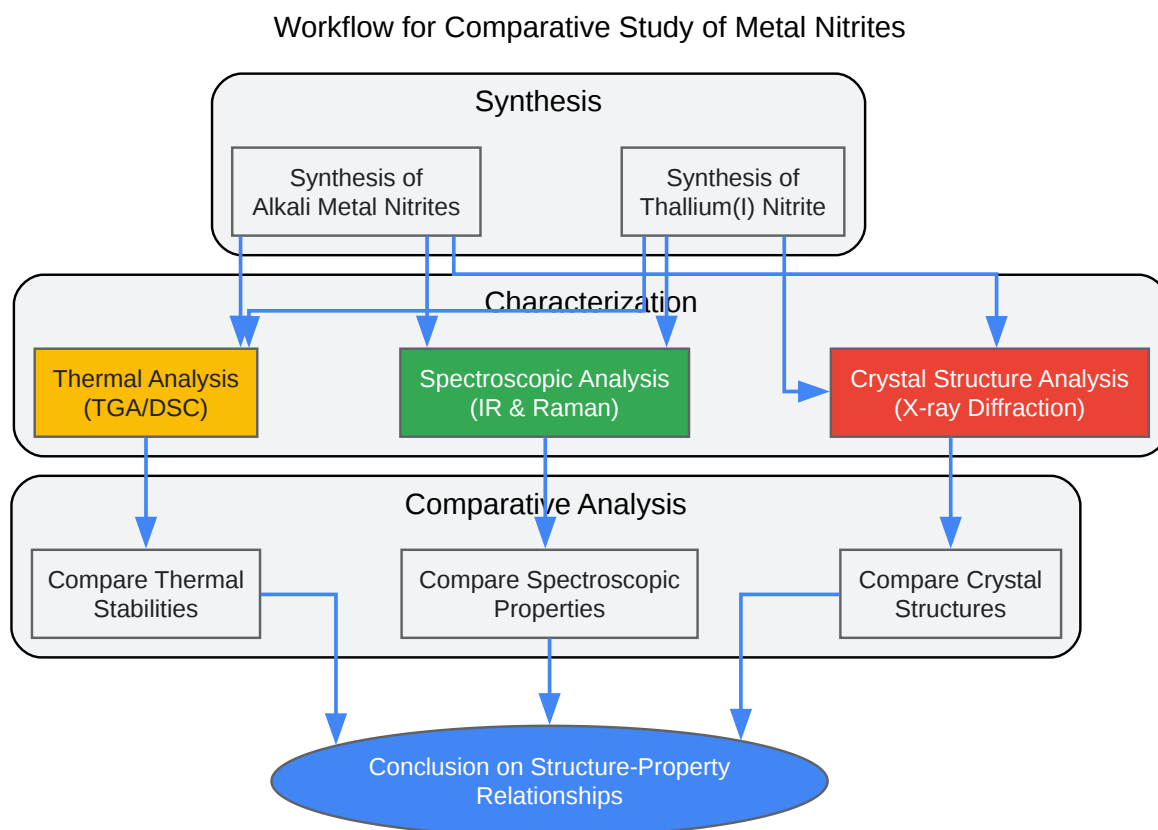 Workflow for Comparative Study of Metal Nitrites
Synthesis
Synthesis of
Alkali Metal Nitrites
Synthesis of
Thallium(I) Nitrite
Characterization
Thermal Analysis
(TGA/DSC)
Spectroscopic Analysis
(IR & Raman)
Crystal Structure Analysis
(X-ray Diffraction)
Comparative Analysis
Compare Thermal
Stabilities
Compare Spectroscopic
Properties
Compare Crystal
Structures
Conclusion on Structure-Property
Relationships